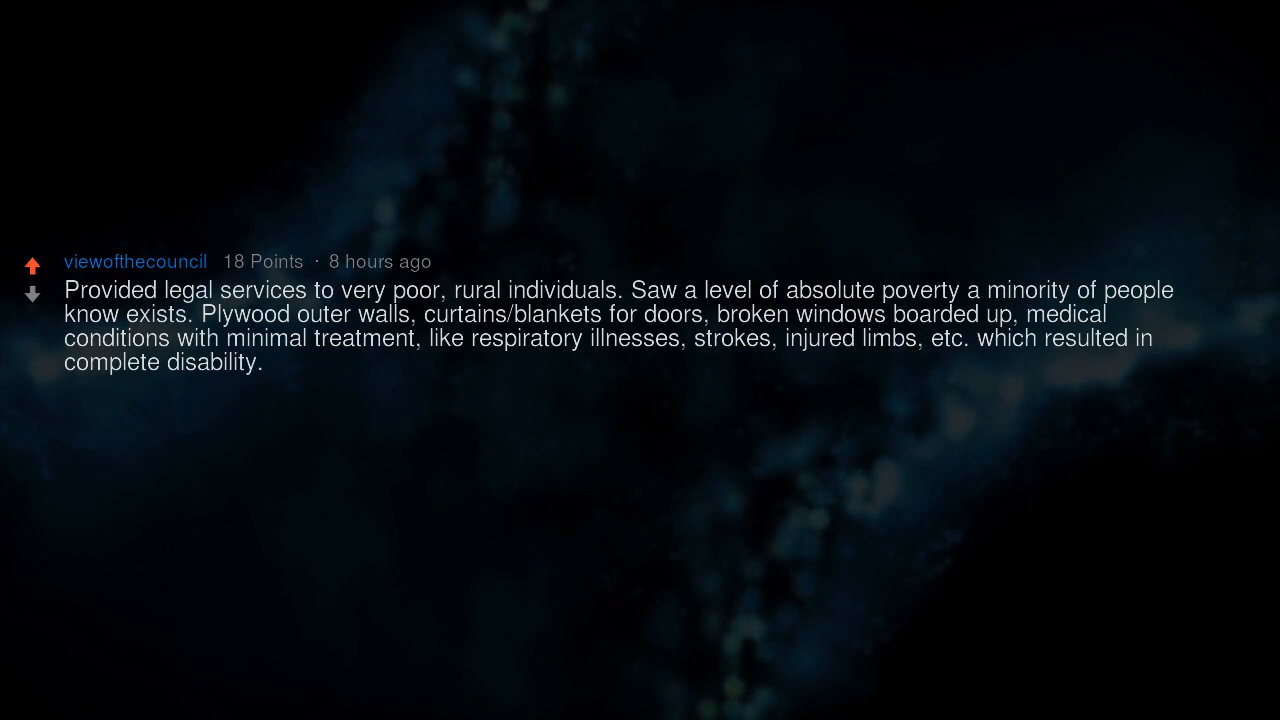 viewofthecouncil 18 Points · 8 hours ago
Provided legal services to very poor, rural individuals. Saw a level of absolute poverty a minority of people
know exists. Plywood outer walls, curtains/blankets for doors, broken windows boarded up, medical
conditions with minimal treatment, like respiratory illnesses, strokes, injured limbs, etc. which resulted in
complete disability.